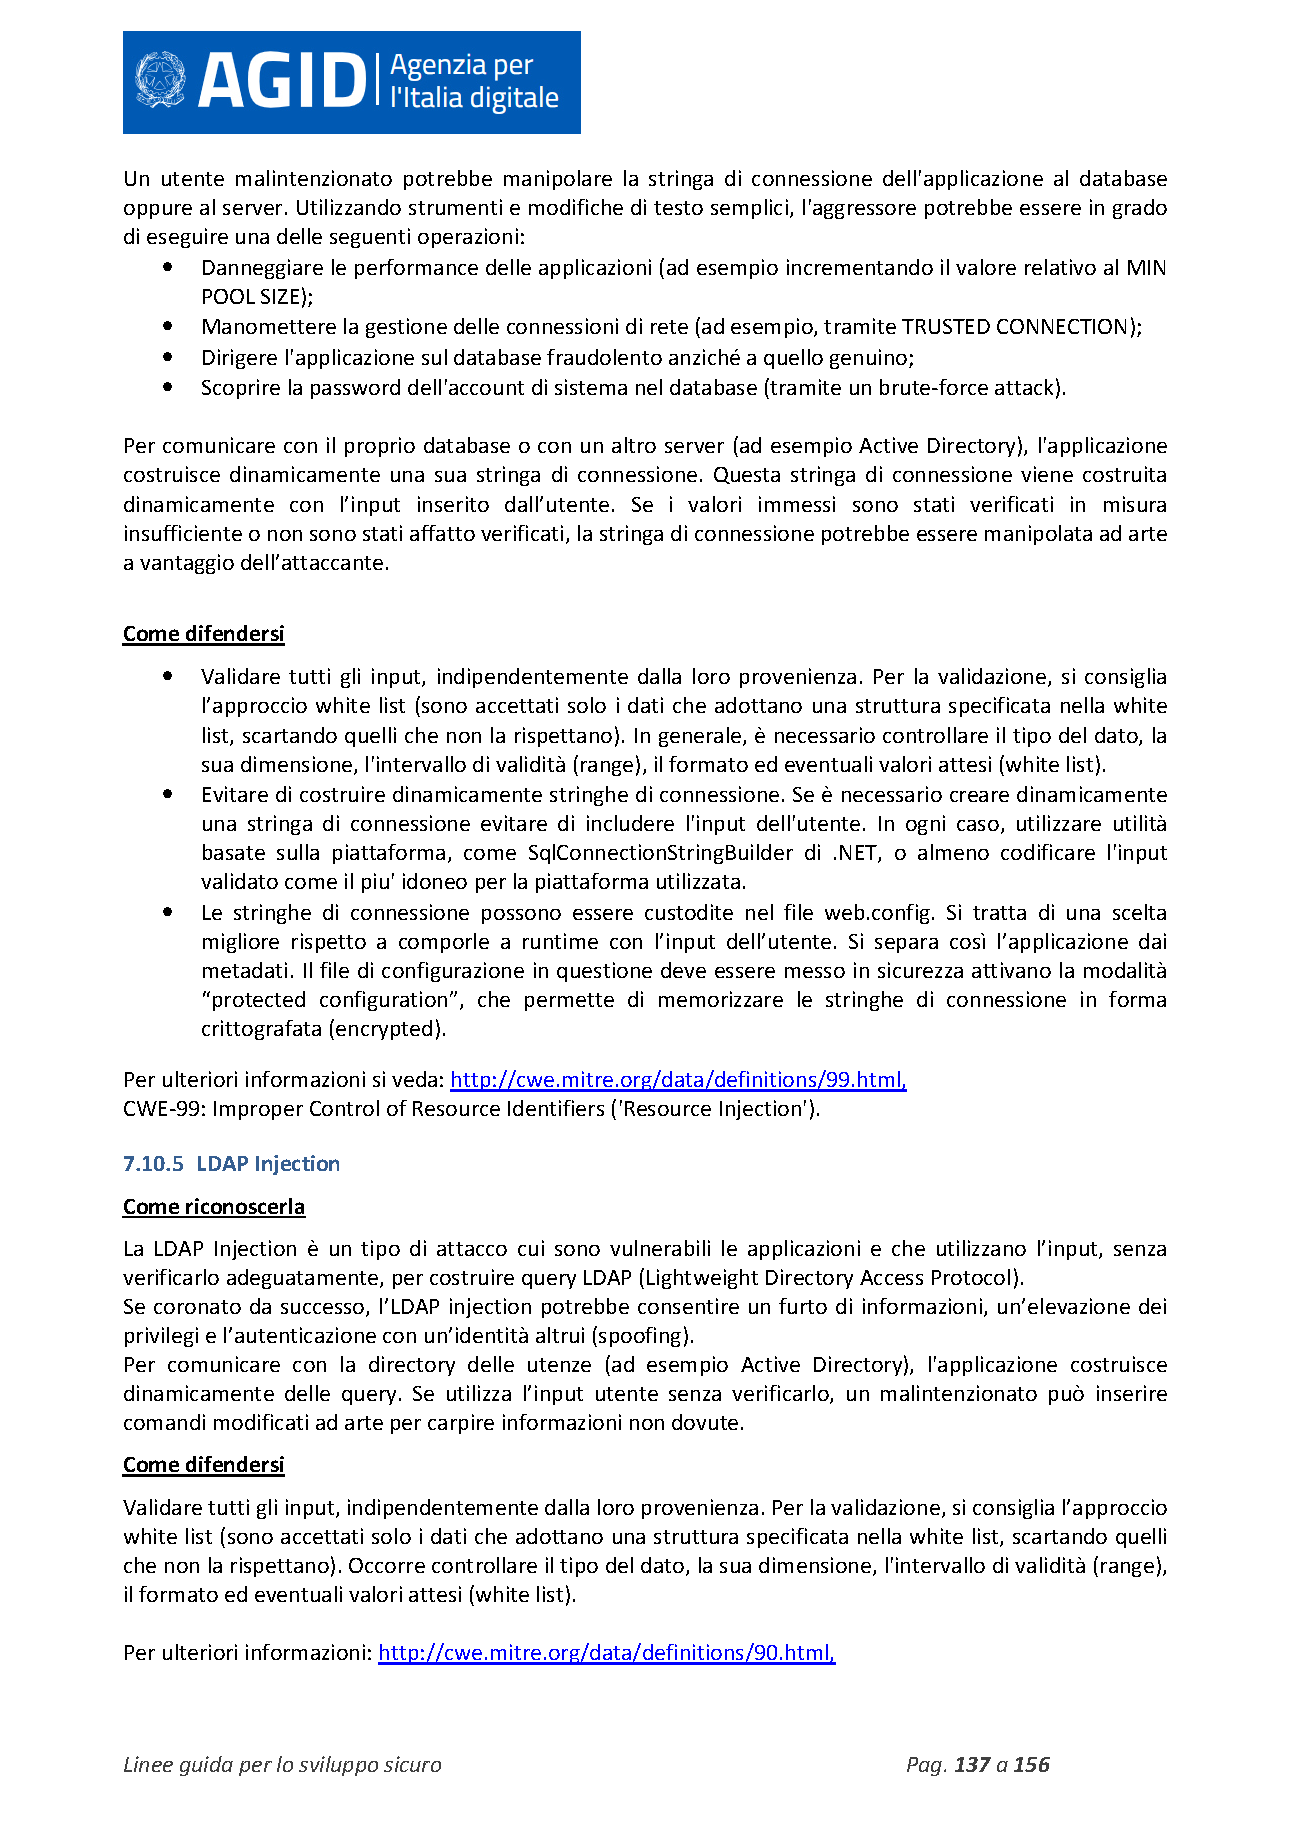 AGID
Agenzia per
l'Italia digitale
Un utente malintenzionato potrebbe manipolare la stringa di connessione dell'applicazione al database
oppure al server. Utilizzando strumenti e modifiche di testo semplici, l'aggressore potrebbe essere in grado
di eseguire una delle seguenti operazioni:
• Danneggiare le performance delle applicazioni (ad esempio incrementando il valore relativo al MIN
POOL SIZE);
• Manomettere la gestione delle connessioni di rete (ad esempio, tramite TRUSTED CONNECTION);
• Dirigere l'applicazione sul database fraudolento anziché a quello genuino;
• Scoprire la password dell'account di sistema nel database (tramite un brute-force attack).
Per comunicare con il proprio database o con un altro server (ad esempio Active Directory), l'applicazione
costruisce dinamicamente una sua stringa di connessione. Questa stringa di connessione viene costruita
dinamicamente con l’input inserito dall’utente. Se i valori immessi sono stati verificati in misura
insufficiente o non sono stati affatto verificati, la stringa di connessione potrebbe essere manipolata ad arte
a vantaggio dell’attaccante.
Come difendersi
• Validare tutti gli input, indipendentemente dalla loro provenienza. Per la validazione, si consiglia
l’approccio white list (sono accettati solo i dati che adottano una struttura specificata nella white
list, scartando quelli che non la rispettano). In generale, è necessario controllare il tipo del dato, la
sua dimensione, l'intervallo di validità (range), il formato ed eventuali valori attesi (white list).
• Evitare di costruire dinamicamente stringhe di connessione. Se è necessario creare dinamicamente
una stringa di connessione evitare di includere l'input dell'utente. In ogni caso, utilizzare utilità
basate sulla piattaforma, come SqlConnectionStringBuilder di .NET, o almeno codificare l'input
validato come il piu' idoneo per la piattaforma utilizzata.
• Le stringhe di connessione possono essere custodite nel file web.config. Si tratta di una scelta
migliore rispetto a comporle a runtime con l’input dell’utente. Si separa così l’applicazione dai
metadati. Il file di configurazione in questione deve essere messo in sicurezza attivano la modalità
“protected configuration”, che permette di memorizzare le stringhe di connessione in forma
crittografata (encrypted).
Per ulteriori informazioni si veda: http://cwe.mitre.org/data/definitions/99.html,
CWE-99: Improper Control of Resource Identifiers ('Resource Injection').
7.10.5 LDAP Injection
Come riconoscerla
La LDAP Injection è un tipo di attacco cui sono vulnerabili le applicazioni e che utilizzano l’input, senza
verificarlo adeguatamente, per costruire query LDAP (Lightweight Directory Access Protocol).
Se coronato da successo, l’LDAP injection potrebbe consentire un furto di informazioni, un’elevazione dei
privilegi e l’autenticazione con un’identità altrui (spoofing).
Per comunicare con la directory delle utenze (ad esempio Active Directory), l'applicazione costruisce
dinamicamente delle query. Se utilizza l’input utente senza verificarlo, un malintenzionato può inserire
comandi modificati ad arte per carpire informazioni non dovute.
Come difendersi
Validare tutti gli input, indipendentemente dalla loro provenienza. Per la validazione, si consiglia l’approccio
white list (sono accettati solo i dati che adottano una struttura specificata nella white list, scartando quelli
che non la rispettano). Occorre controllare il tipo del dato, la sua dimensione, l'intervallo di validità (range),
il formato ed eventuali valori attesi (white list).
Per ulteriori informazioni: http://cwe.mitre.org/data/definitions/90.html,
Linee guida per lo sviluppo sicuro Pag. 137 a 156